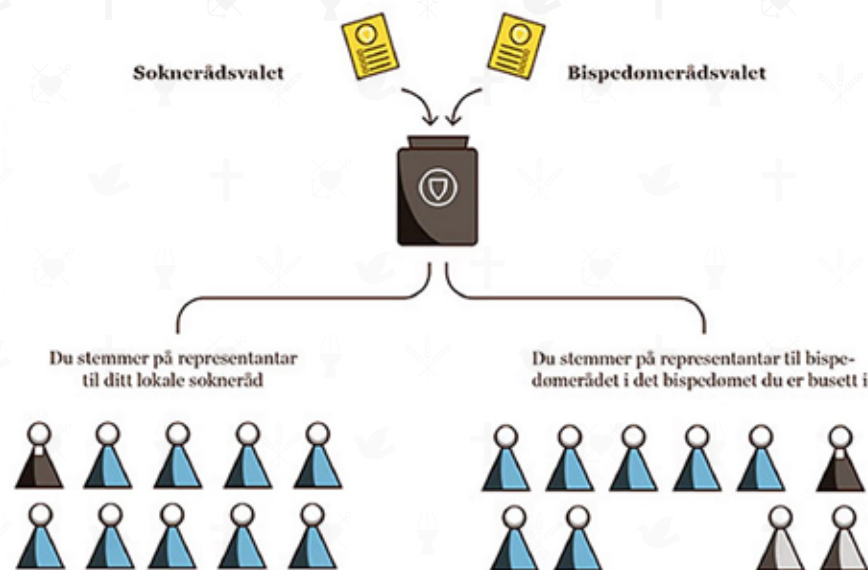 Soknerådsvalet
Bispedømerådsvalet
Du stemmer på representantar
til ditt lokale sokneråd
Du stemmer på representantar til bispe-
dømerådet i det bispedømet du er busett i